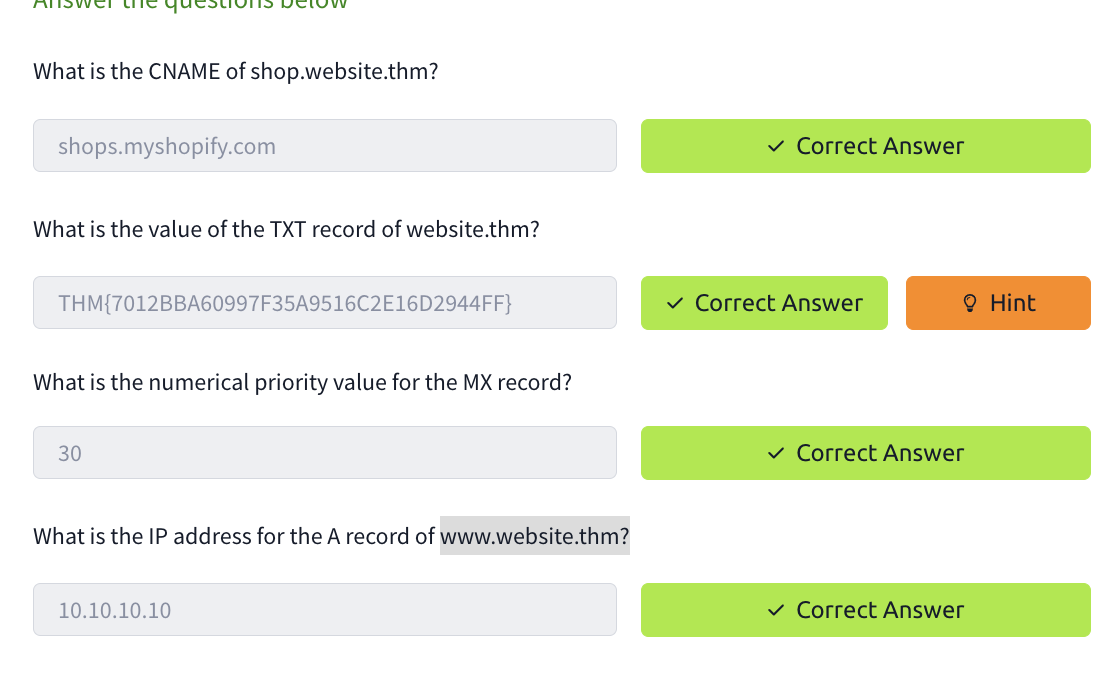 Answer the questions below
What is the CNAME of shop.website.thm?
shops.myshopify.com
Correct Answer
What is the value of the TXT record of website.thm?
THM{7012BBA60997F35A9516C2E16D2944FF}
Correct Answer
Hint
What is the numerical priority value for the MX record?
30
Correct Answer
What is the IP address for the A record of www.website.thm?
10.10.10.10
Correct Answer